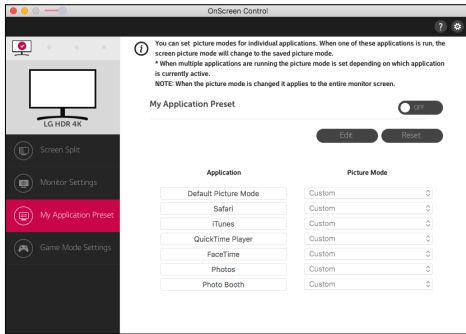 OnScreen Control
?
You can set picture modes for individual applications. When one of these applications is run, the
screen picture mode will change to the saved
picture mode.
* When multiple applications are running the picture mode is set depending on which application
is currently active.
NOTE: When the picture mode is changed it applies to the entire monitor screen.
LG HDR 4K
My Application Preset
OFF
Edit
Reset
Screen Split
Monitor Settings
My Application Preset
Game Mode Settings
Application
Picture Mode
Default Picture Mode
Custom
Safari
Custom
iTunes
Custom
QuickTime Player
Custom
FaceTime
Custom
Photos
Custom
Photo Booth
Custom